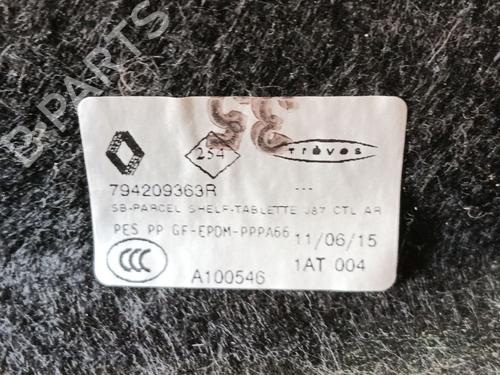 B-PARTS
254
Trèves
794209363R
---
SB-PARCEL SHELF-TABLETTE J87 CTL AR
PES PP GF-EPDM-PPPA66
11/06/15
CCC
A100546
1AT 004